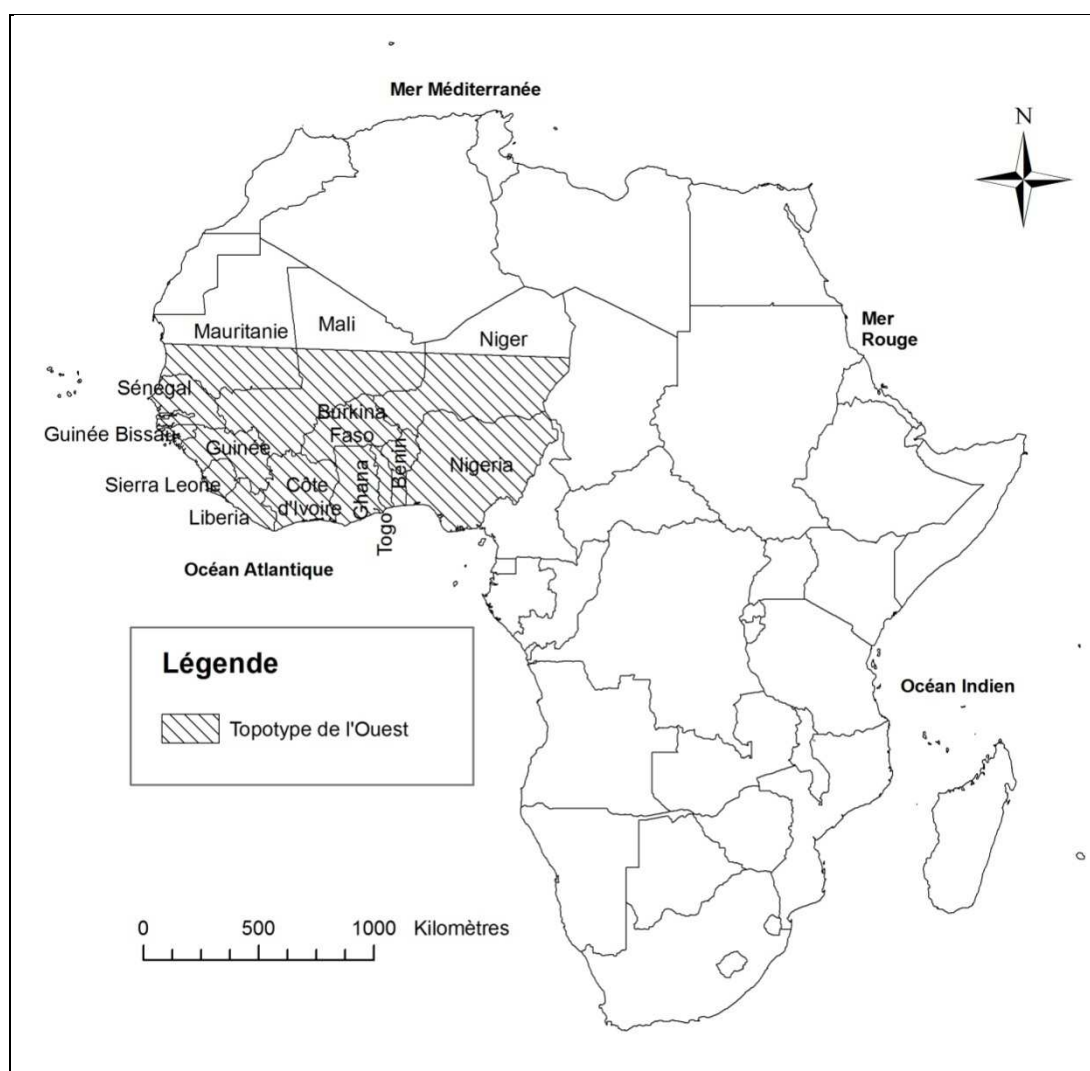 Mer Méditerranée
N
Mer
Rouge
Mauritanie
Mali
Niger
Sénégal
Burkina
Faso
Guinée Bissau
Guinée
Bénin
Nigeria
Sierra Leone
Côte
d'Ivoire
Ghana
Liberia
Togo
Océan Atlantique
Légende
Topotype de l'Ouest
Océan Indien
0 500 1000 Kilomètres